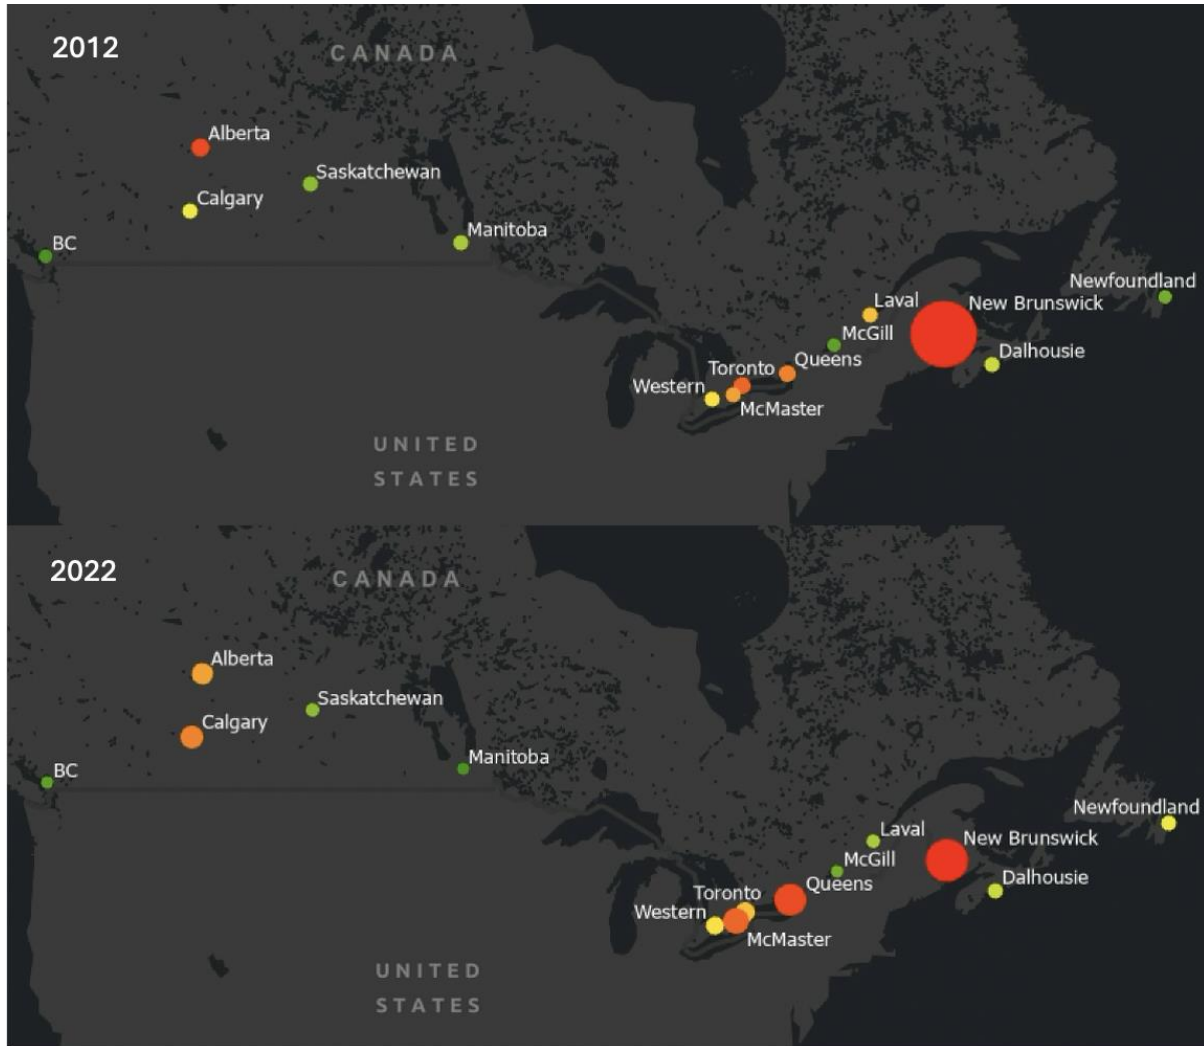 2012
CANADA
Alberta
Saskatchewan
Calgary
Manitoba
BC
Newfoundland
Laval
New Brunswick
McGill
Dalhousie
Queens
Toronto
Western
McMaster
UNITED
STATES
2022
CANADA
Alberta
Saskatchewan
Calgary
Manitoba
BC
Newfoundland
Laval
New Brunswick
McGill
Dalhousie
Queens
Toronto
Western
McMaster
UNITED
STATES